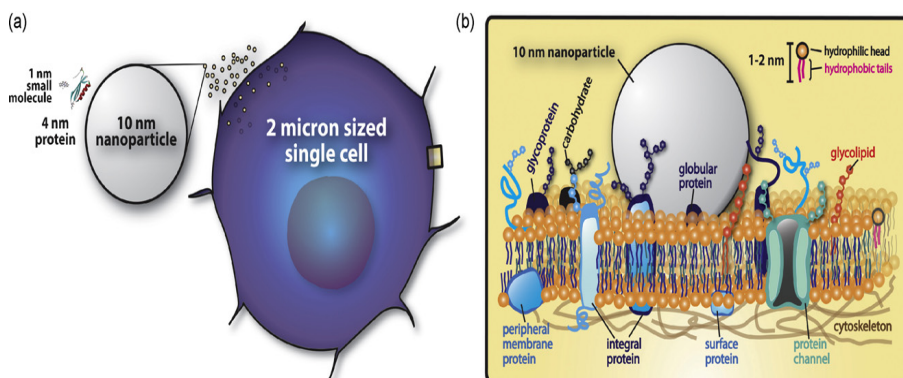 (a)
1 nm
small
molecule
4 nm
protein
10 nm
nanoparticle
2 micron sized
single cell
(b)
10 nm nanoparticle
1-2 nm
hydrophilic head
hydrophobic tails
glycoprotein
carbohydrate
globular
protein
glycolipid
peripheral
membrane
protein
integral
protein
surface
protein
protein
channel
cytoskeleton